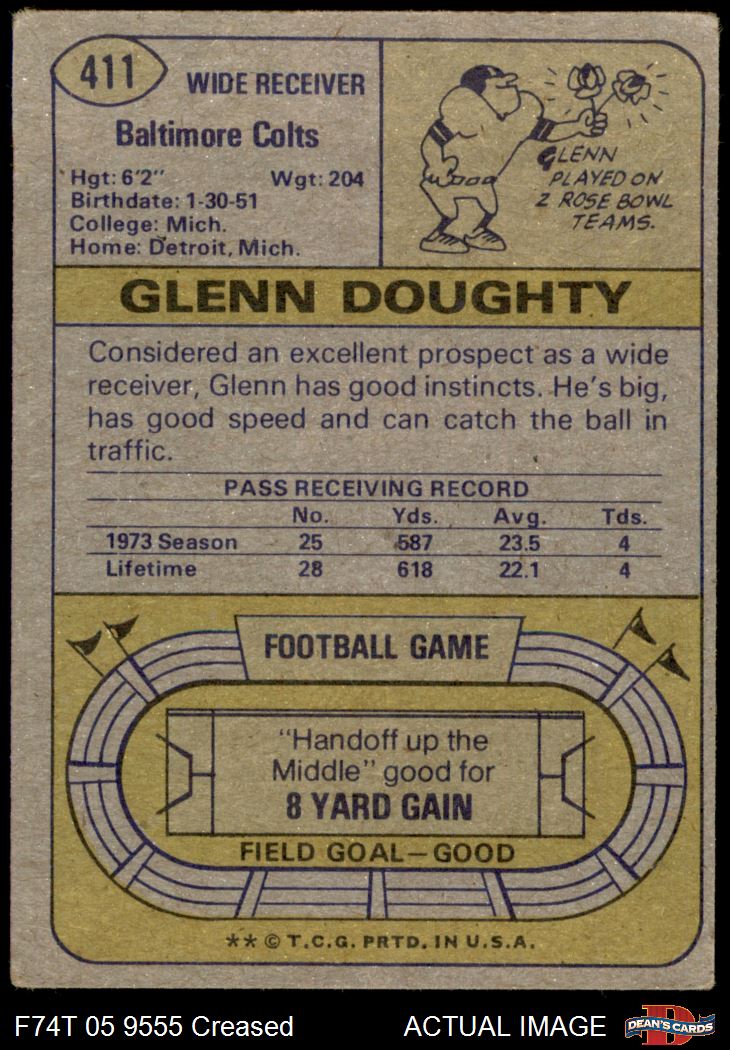 411
WIDE RECEIVER
Baltimore Colts
Hgt: 6'2" Wgt: 204
Birthdate: 1-30-51
College: Mich.
Home: Detroit, Mich.
GLENN
PLAYED ON
2 ROSE BOWL
TEAMS.
GLENN DOUGHTY
Considered an excellent prospect as a wide
receiver, Glenn has good instincts. He's big,
has good speed and can catch the ball in
traffic.
PASS RECEIVING RECORD
No. Yds. Avg. Tds.
1973 Season 25 587 23.5 4
Lifetime 28 618 22.1 4
FOOTBALL GAME
"Handoff up the
Middle" good for
8 YARD GAIN
FIELD GOAL—GOOD
** © T.C.G. PRTD. IN U.S.A.
F74T 05 9555 Creased ACTUAL IMAGE
D
DEAN'S CARDS